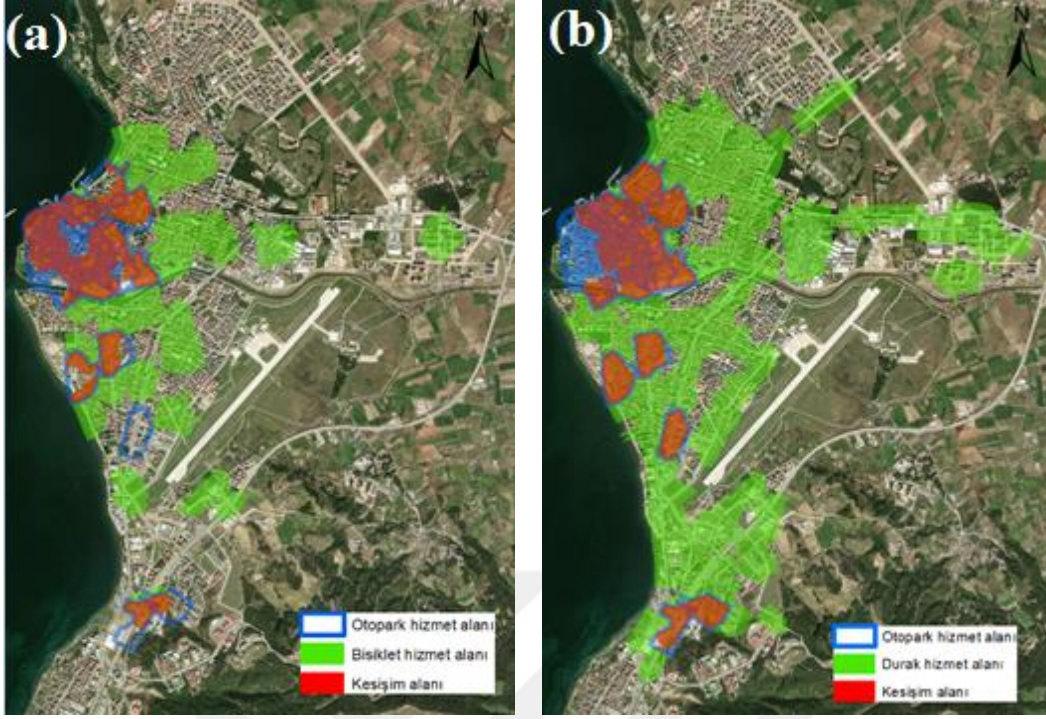 (a)
N
Otopark hizmet alanı
Bisiklet hizmet alanı
Kesişim alanı
(b)
N
Otopark hizmet alanı
Durak hizmet alanı
Kesişim alanı